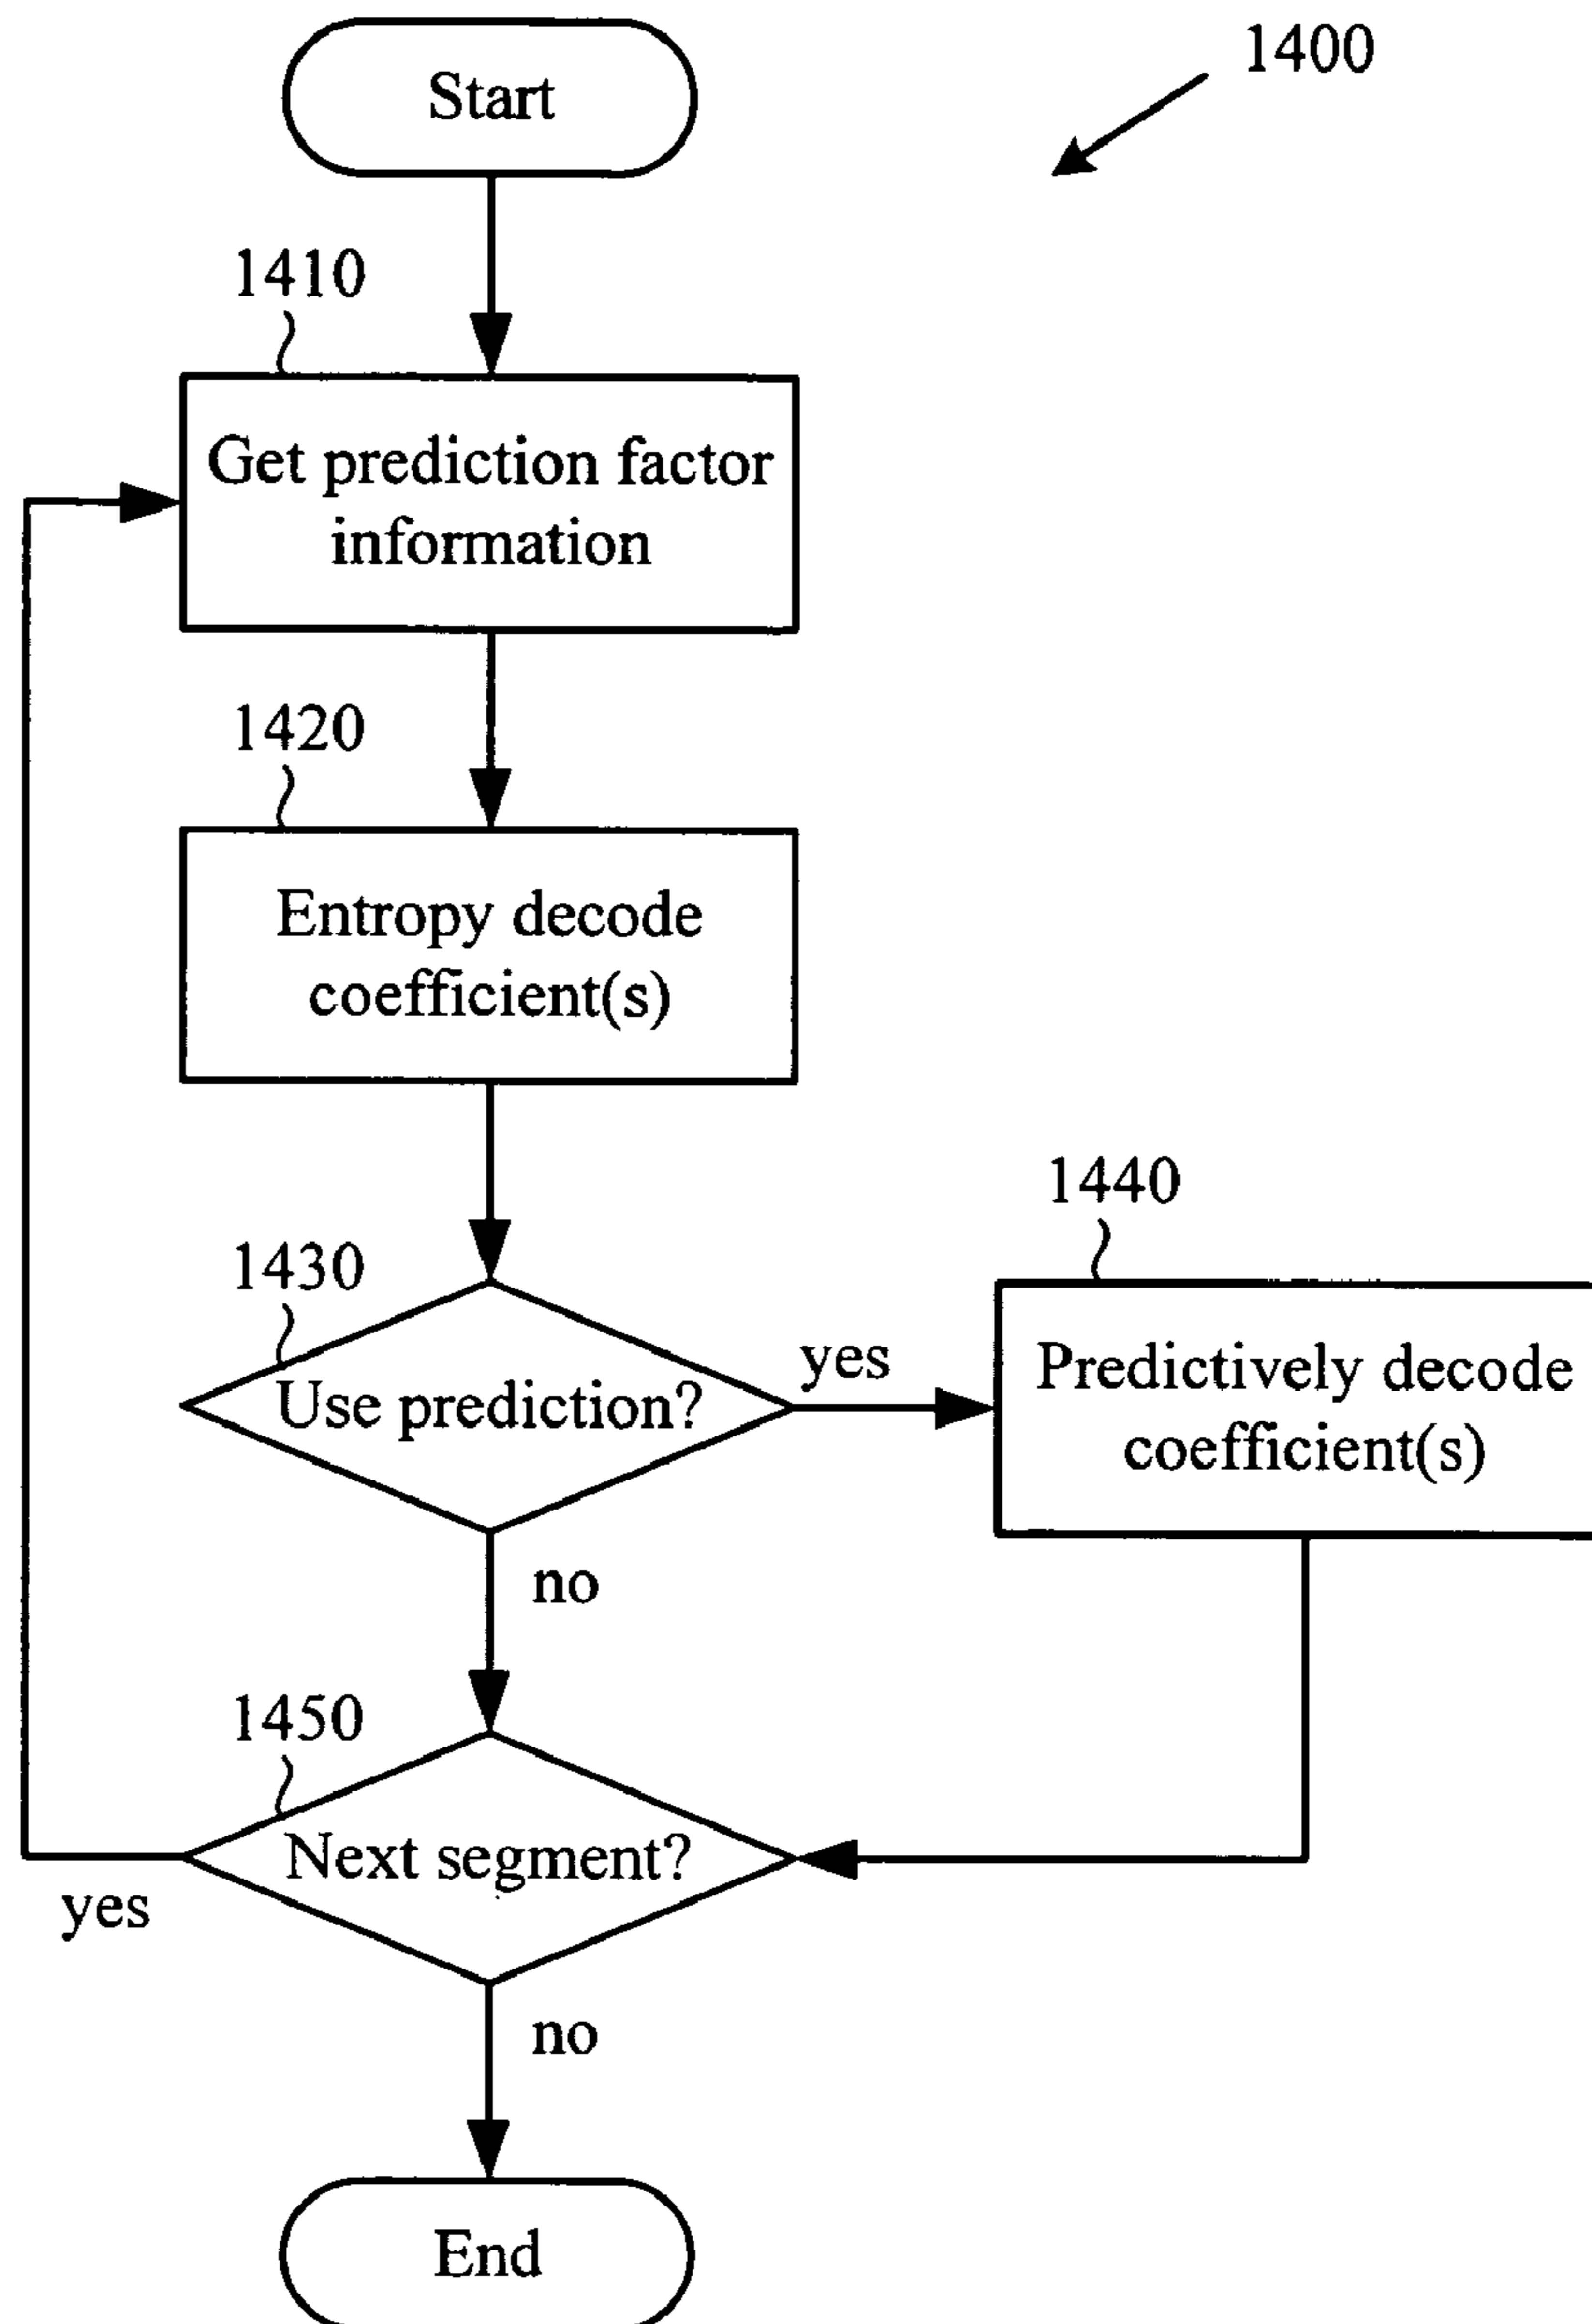 Start
1400
1410
Get prediction factor
information
1420
Entropy decode
coefficient(s)
1430
Use prediction?
yes
1440
Predictively decode
coefficient(s)
no
1450
Next segment?
yes
no
End